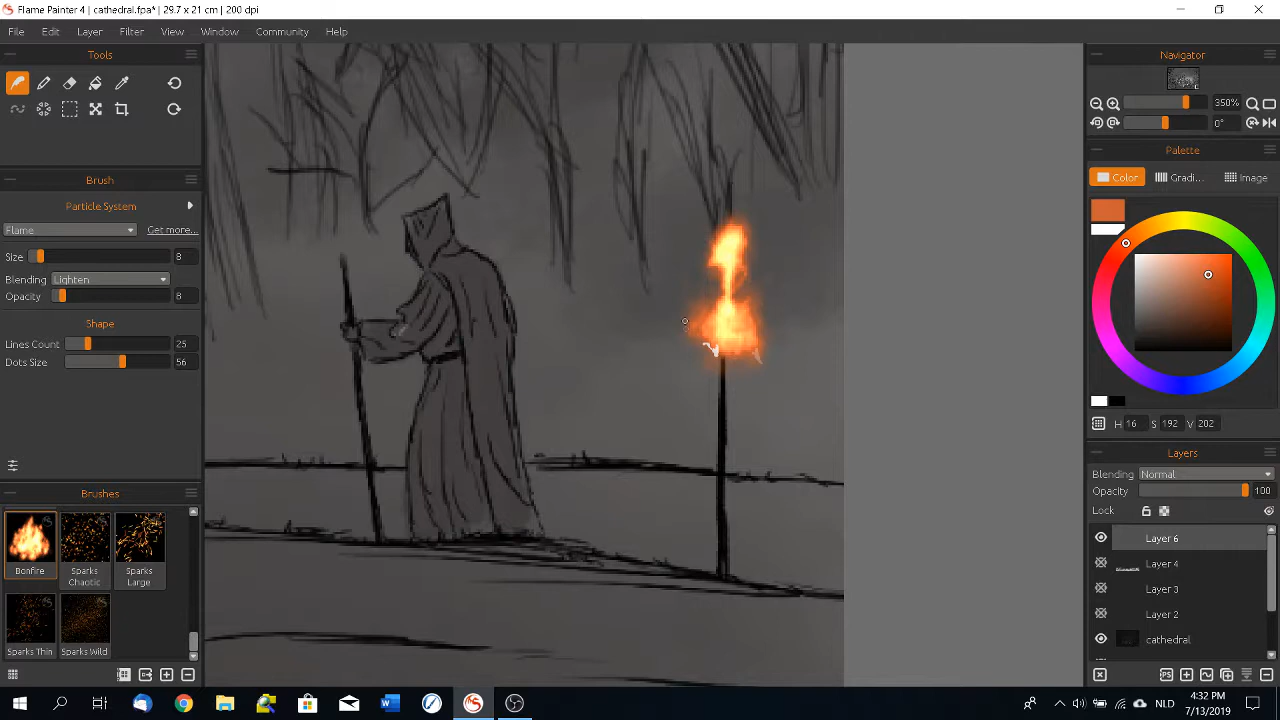 Flame Painter 4 | cathedral.fpa* | 29.7 x 21 cm | 200 dpi
File Edit Layer Filter View Window Community Help
Tools
Brush
Particle System
Flame Get more...
Size 8
Blending Lighten
Opacity 8
Shape
Lines Count 25
Dots Size 56
Brushes
Bonfire Sparks Chaotic Sparks Large
Sparks Thin Sparks Wild
Navigator
350%
0°
Palette
Color Gradi... Image
H 16 S 192 V 202
Layers
Blending Normal
Opacity 100
Lock
Layer 6
Layer 4
Layer 3
Layer 2
cathedral
PS
NLD
4:32 PM
7/13/2019